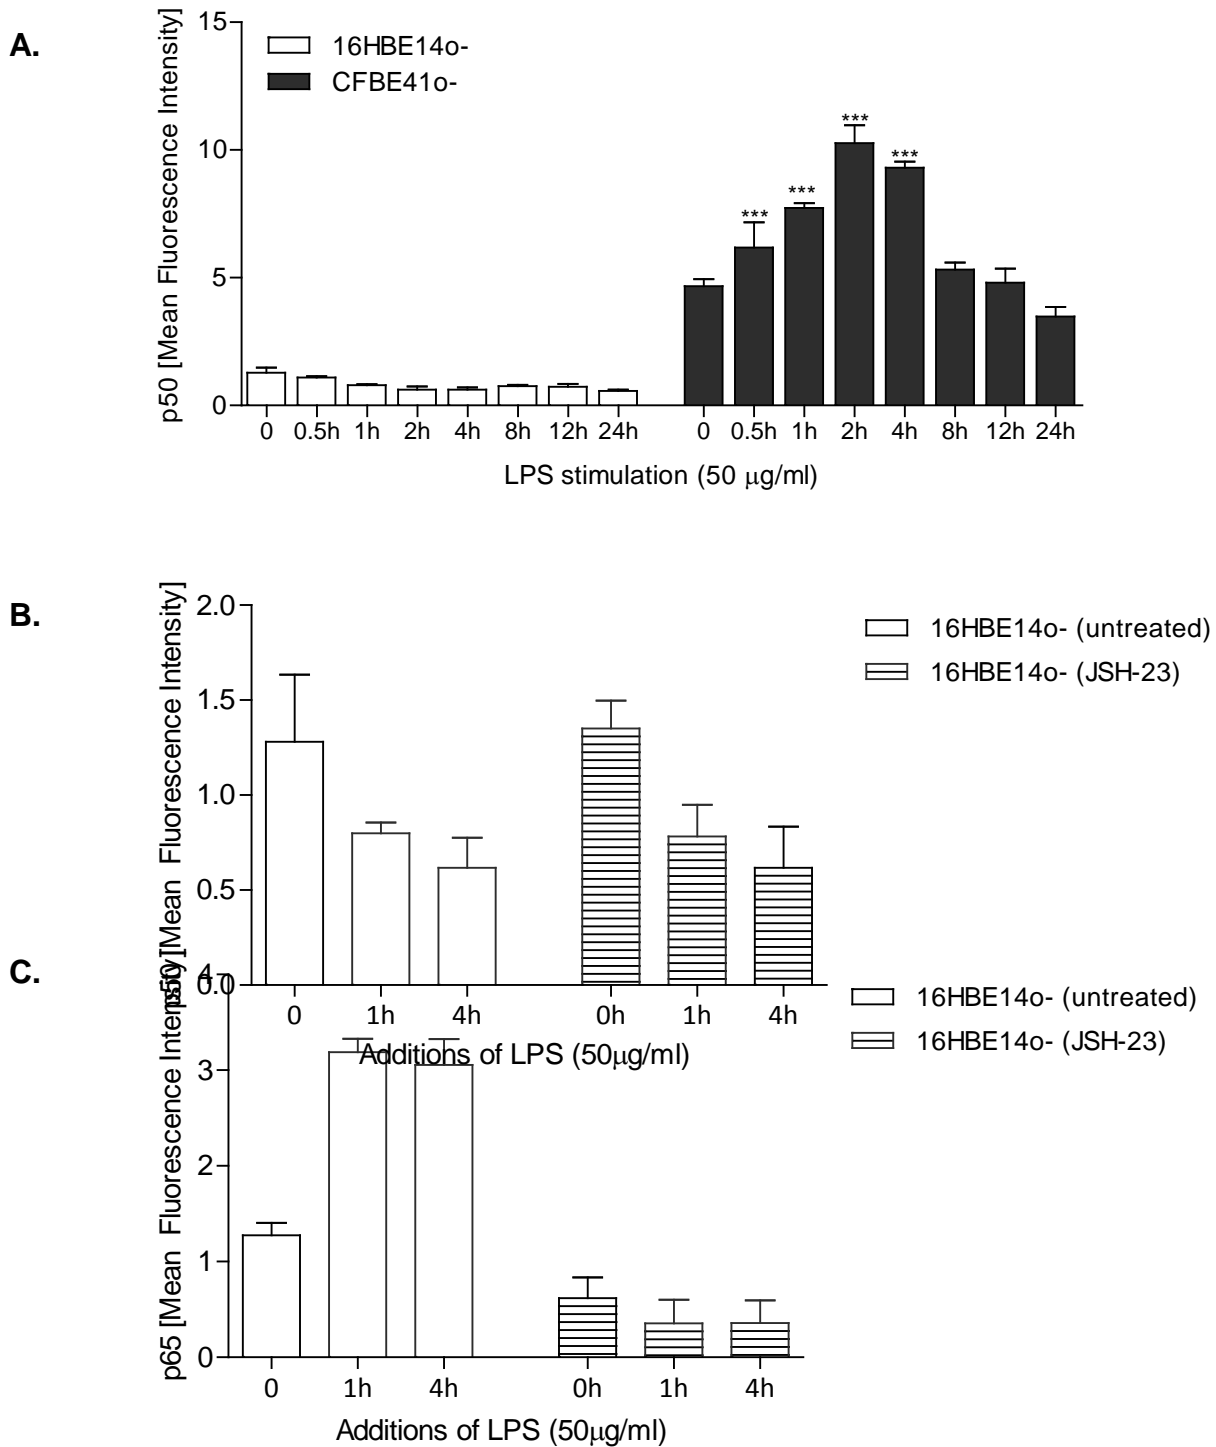 A.
p50 [Mean Fluorescence Intensity]
15
10
5
0
16HBE14o-
CFBE41o-
***
***
***
***
0 0.5h 1h 2h 4h 8h 12h 24h 0 0.5h 1h 2h 4h 8h 12h 24h
LPS stimulation (50 μg/ml)
B.
p50 [Mean Fluorescence Intensity]
2.0
1.5
1.0
0.5
0.0
16HBE14o- (untreated)
16HBE14o- (JSH-23)
0 1h 4h 0h 1h 4h
Additions of LPS (50μg/ml)
C.
p65 [Mean Fluorescence Intensity]
4
3
2
1
0
16HBE14o- (untreated)
16HBE14o- (JSH-23)
0 1h 4h 0h 1h 4h
Additions of LPS (50μg/ml)